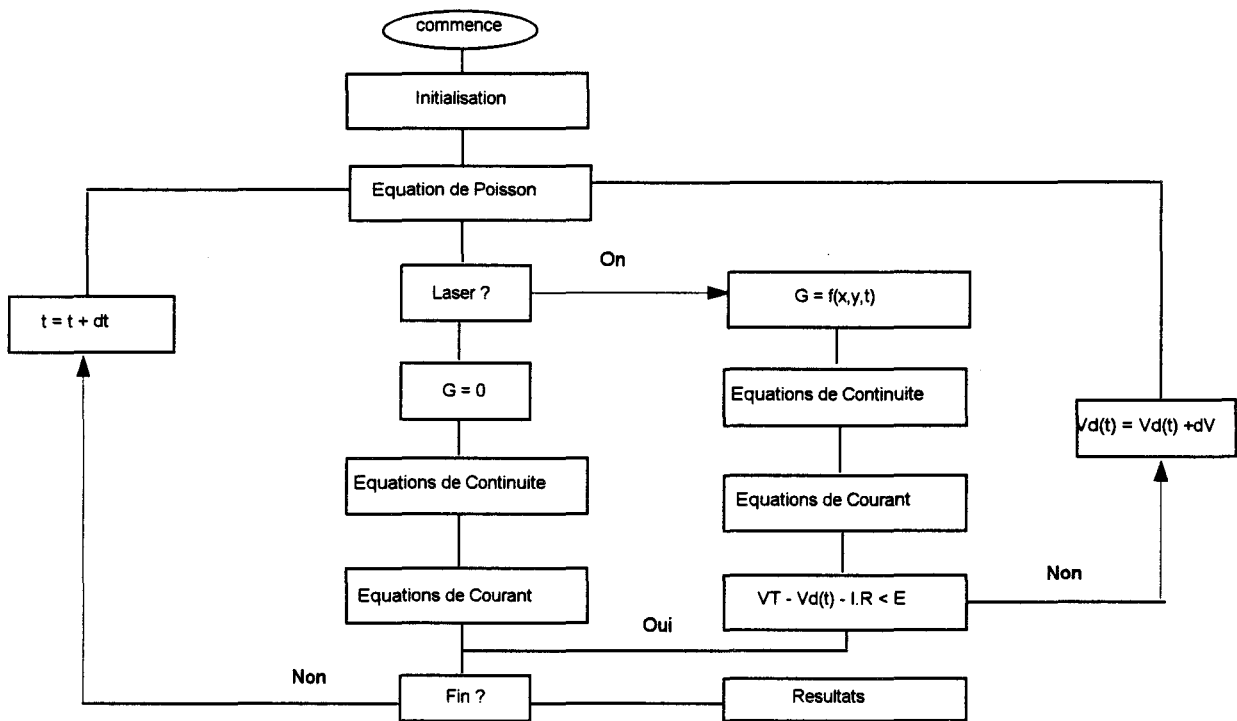 commence
Initialisation
Equation de Poisson
On
Laser ?
G = f(x,y,t)
t = t + dt
G = 0
Equations de Continuite
Vd(t) = Vd(t) +dV
Equations de Continuite
Equations de Courant
Equations de Courant
VT - Vd(t) - I.R < E
Non
Oui
Non
Fin ?
Resultats